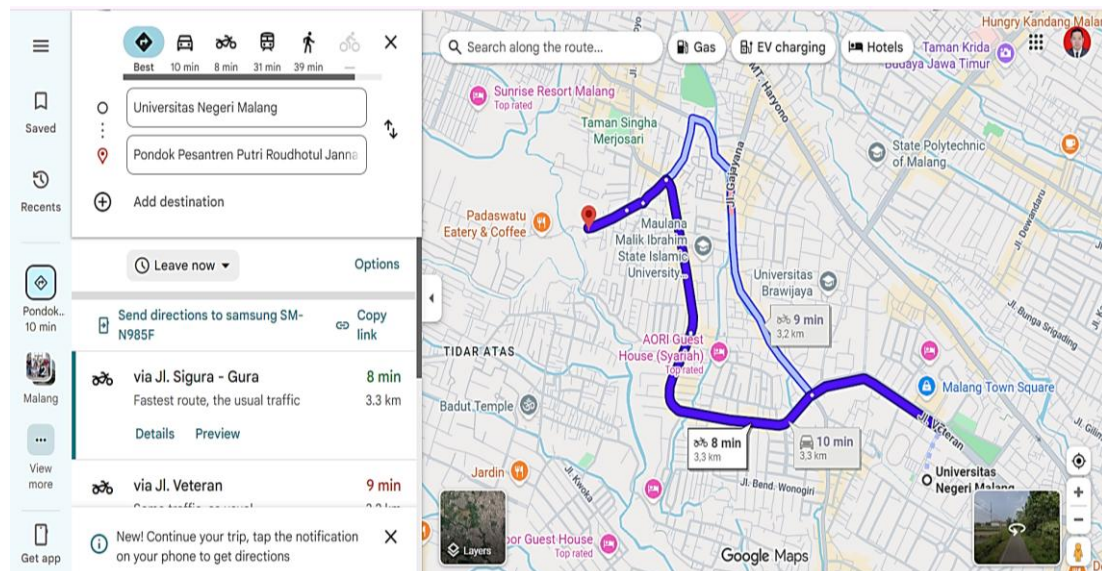 Best
10 min
8 min
31 min
39 min
—
Universitas Negeri Malang
Pondok Pesantren Putri Roudhotul Janna
Add destination
Saved
Recents
Pondok..
10 min
Malang
View
more
Get app
Leave now
Options
Send directions to samsung SM-
N985F
Copy
link
via Jl. Sigura - Gura
8 min
Fastest route, the usual traffic
3.3 km
Details
Preview
via Jl. Veteran
9 min
New! Continue your trip, tap the notification
on your phone to get directions
Search along the route...
Gas
EV charging
Hotels
Hungry Kandang Malan
Taman Krida
Budaya Jawa Timur
Sunrise Resort Malang
Top rated
MT. Haryono
Taman Singha
Merjosari
State Polytechnic
of Malang
Jl. Gajayana
Jl. Dewandaru
Padaswatu
Eatery & Coffee
Maulana
Malik Ibrahim
State Islamic
University...
Universitas
Brawijaya
Jl. Bunga Srigading
9 min
3,2 km
AORI Guest
House (Syariah)
Top rated
TIDAR ATAS
Malang Town Square
Badut Temple
Jl. Veteran
8 min
3,3 km
10 min
3,3 km
Jardin
Jl. Kwoka
Jl. Bend. Wonogiri
Universitas
Negeri Malang
Layers
oor Guest House
Top rated
Google Maps